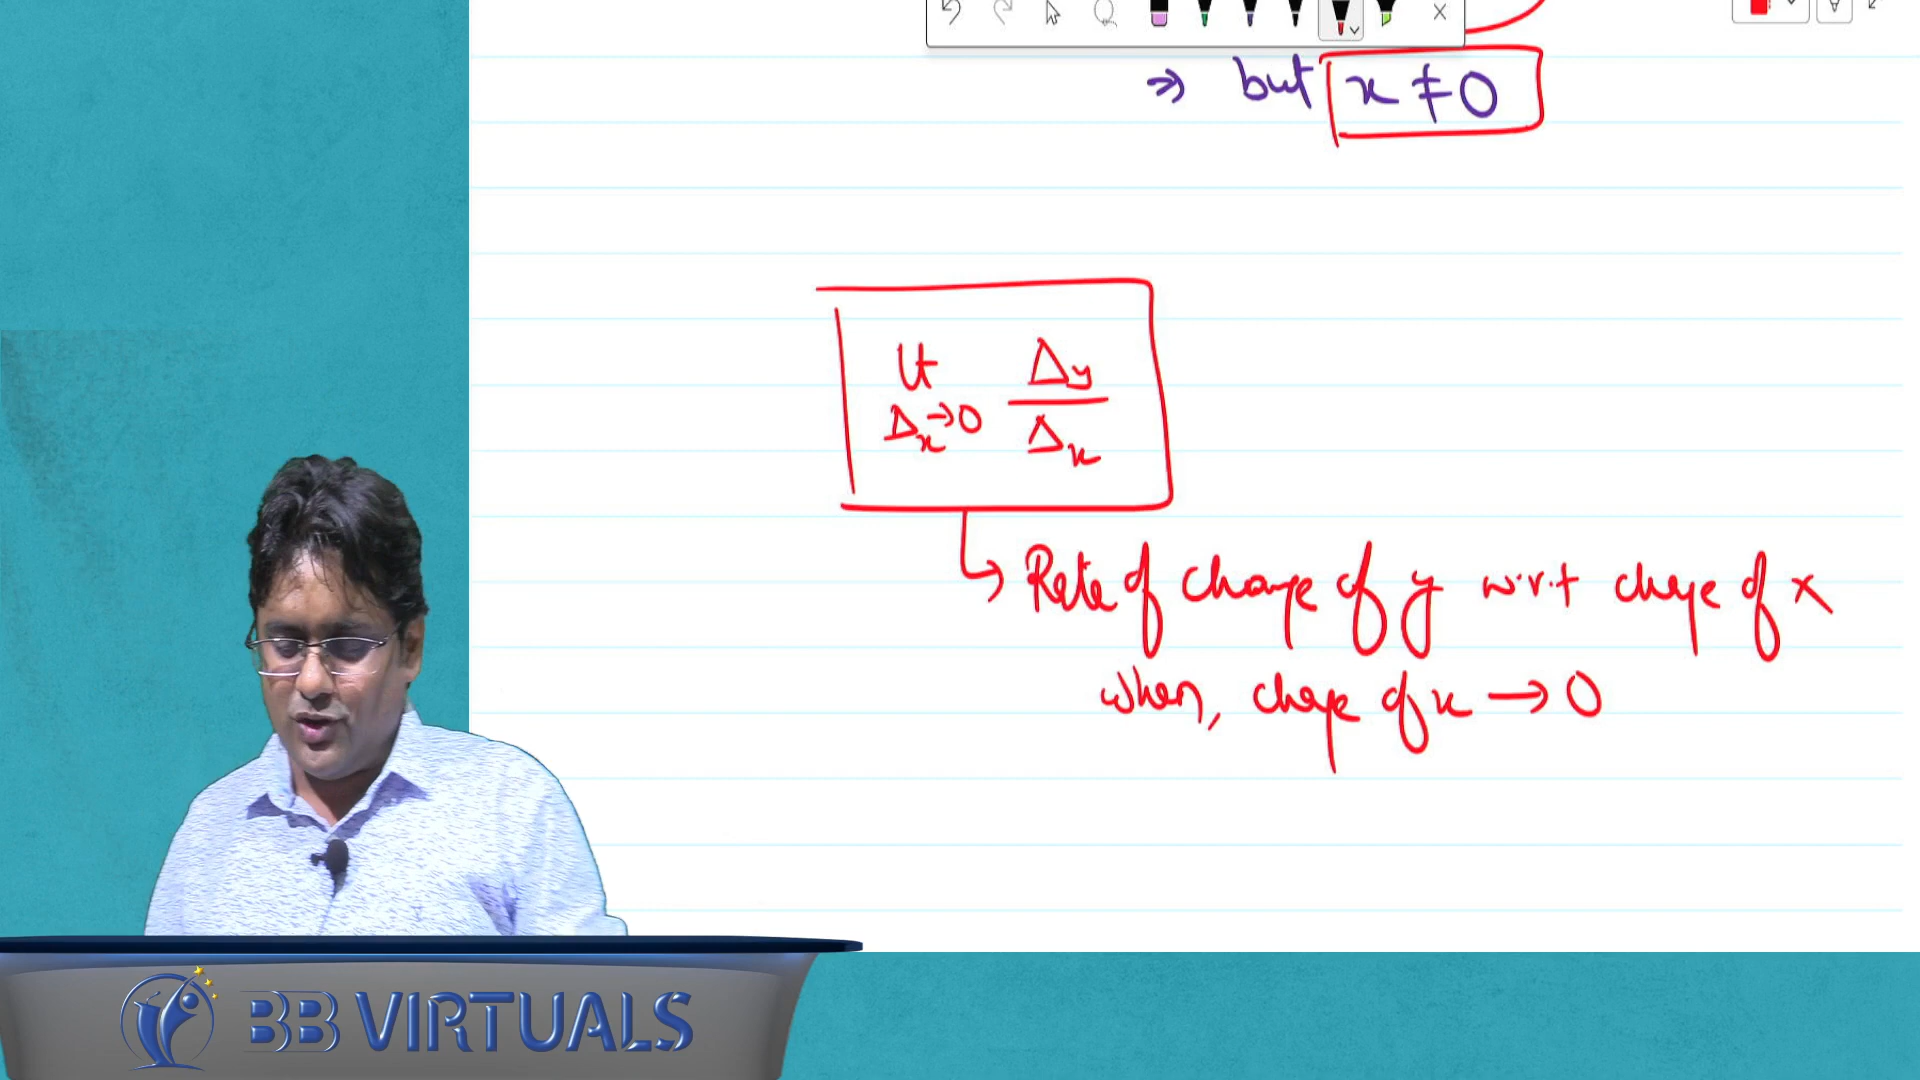 ⇒ but x ≠ 0
Lt Δy
Δx→0 Δx
Rate of change of y w.r.t change of x
when, change of x → 0
BB VIRTUALS